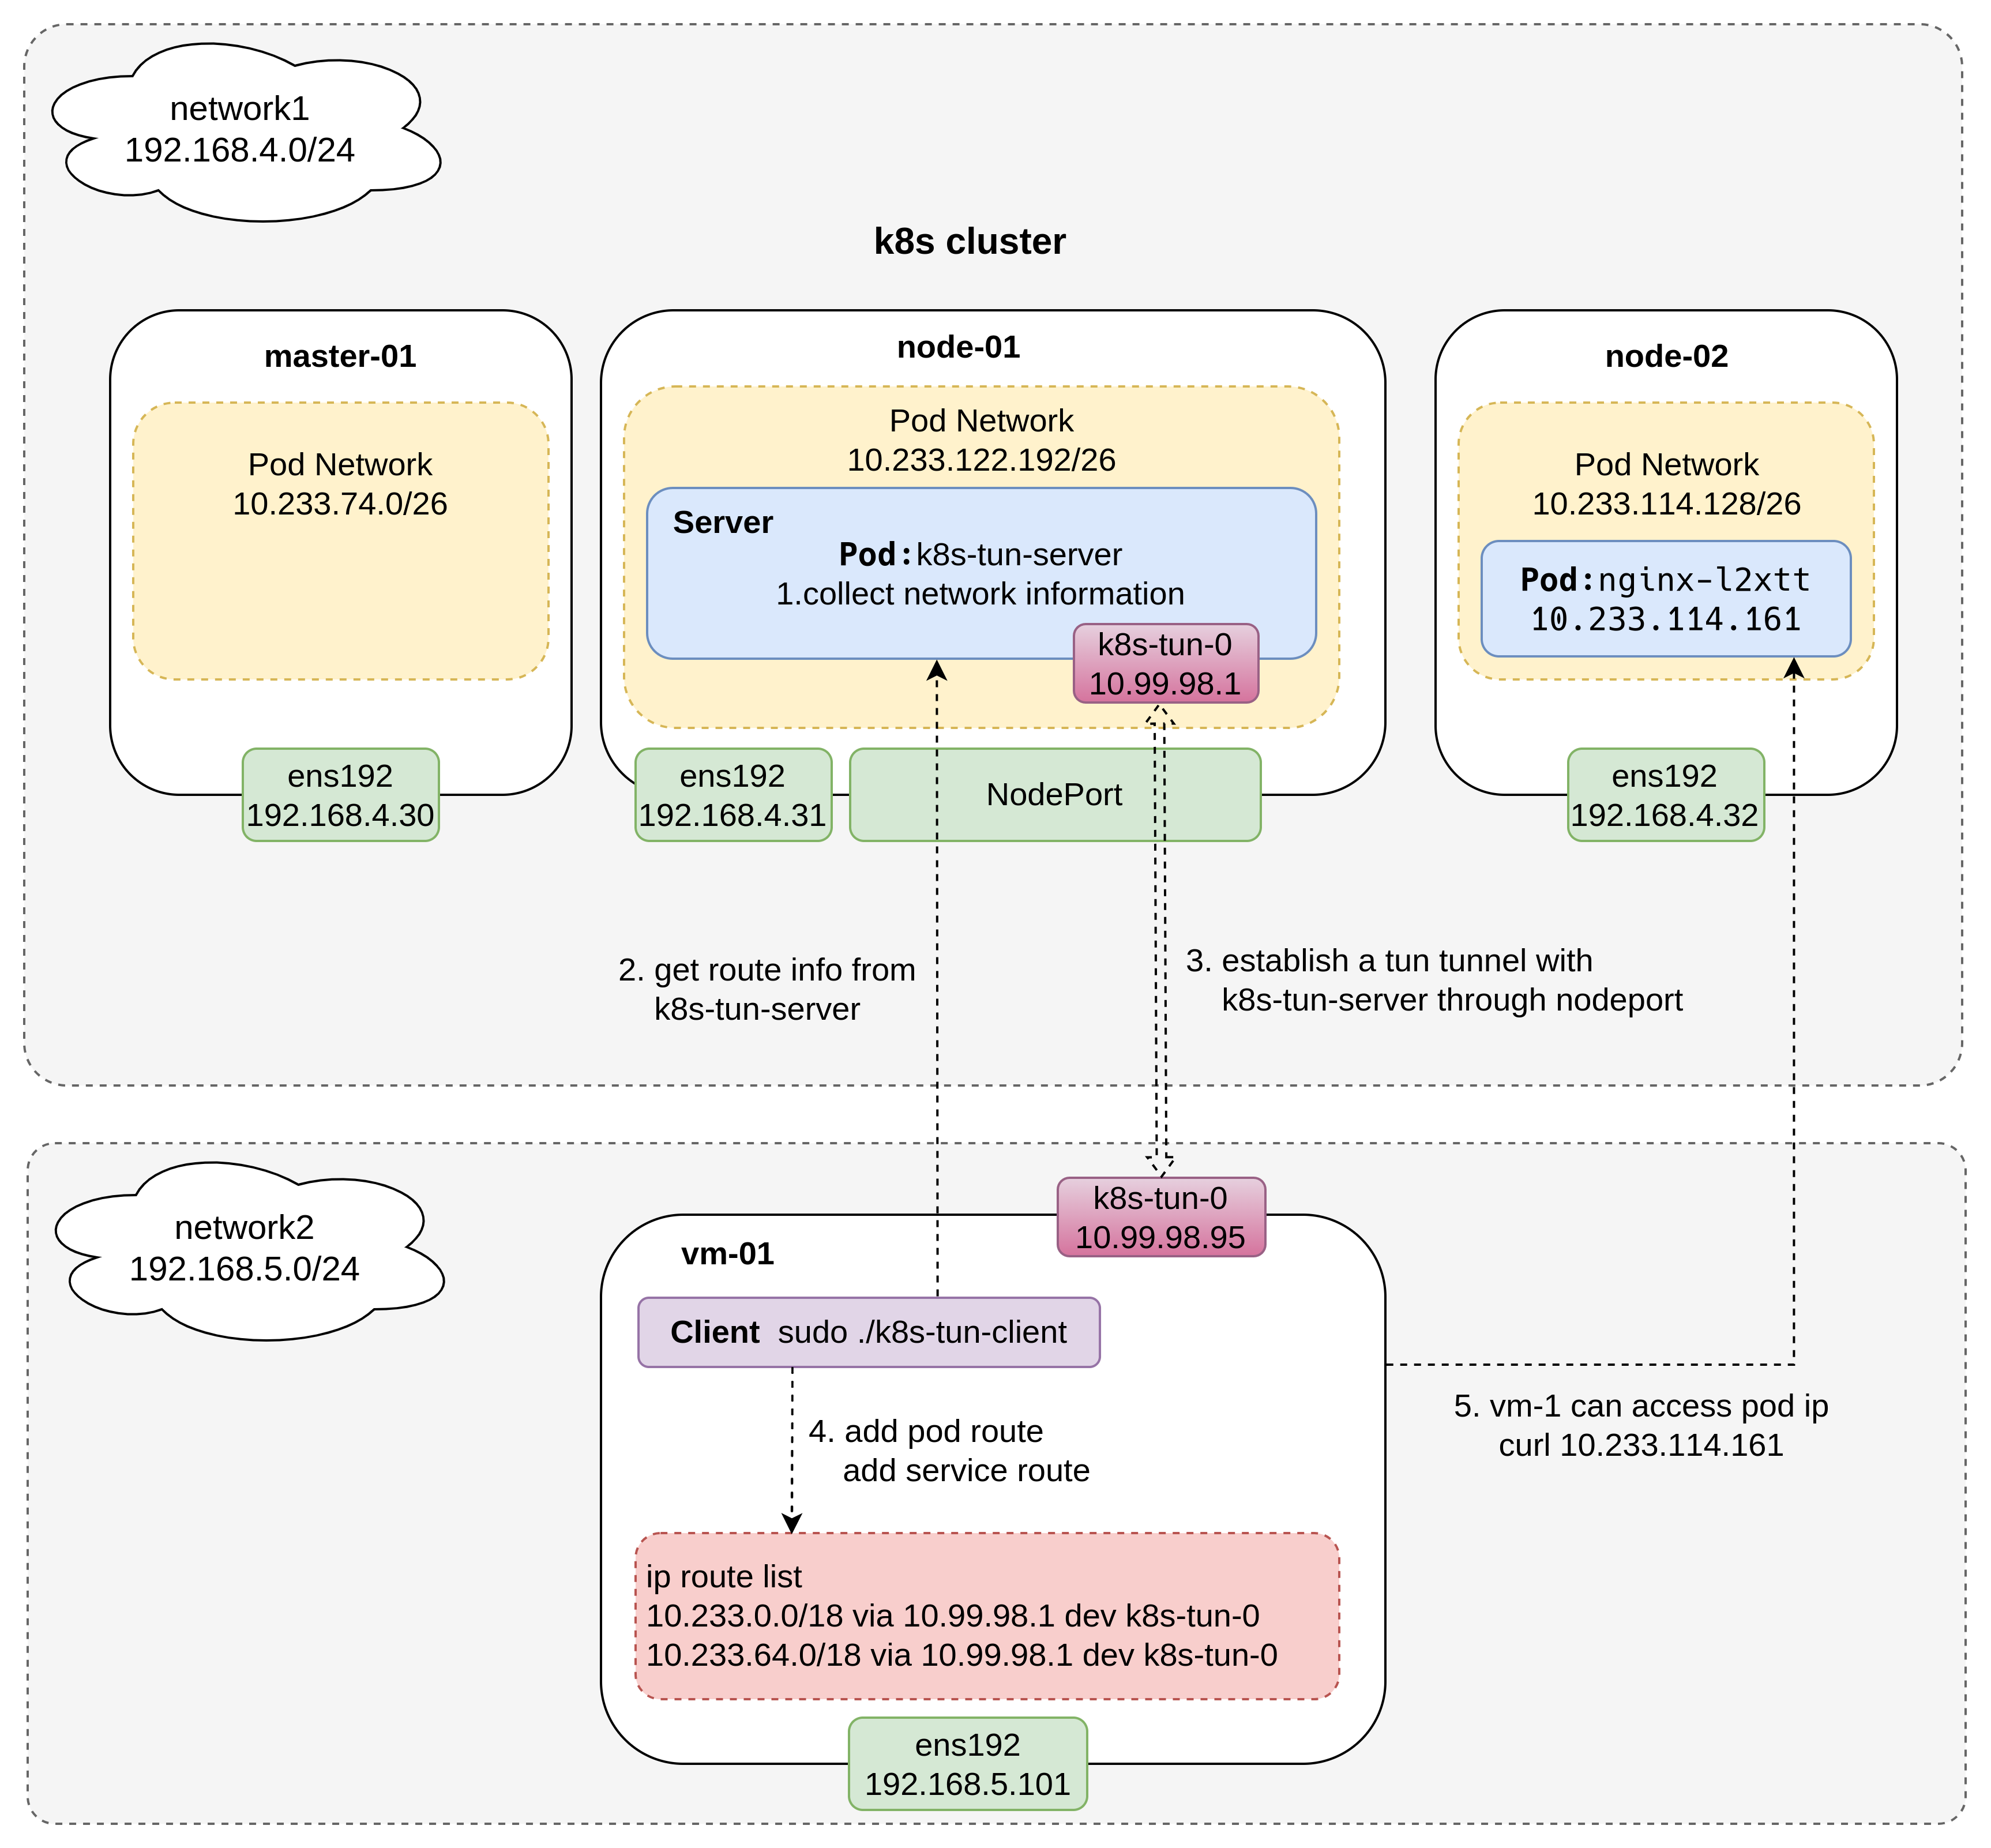 network1
192.168.4.0/24
k8s cluster
master-01
Pod Network
10.233.74.0/26
ens192
192.168.4.30
node-01
Pod Network
10.233.122.192/26
Server
Pod:k8s-tun-server
1.collect network information
k8s-tun-0
10.99.98.1
ens192
192.168.4.31
NodePort
node-02
Pod Network
10.233.114.128/26
Pod:nginx-l2xtt
10.233.114.161
ens192
192.168.4.32
2. get route info from
k8s-tun-server
3. establish a tun tunnel with
k8s-tun-server through nodeport
network2
192.168.5.0/24
k8s-tun-0
10.99.98.95
vm-01
Client sudo ./k8s-tun-client
4. add pod route
add service route
5. vm-1 can access pod ip
curl 10.233.114.161
ip route list
10.233.0.0/18 via 10.99.98.1 dev k8s-tun-0
10.233.64.0/18 via 10.99.98.1 dev k8s-tun-0
ens192
192.168.5.101